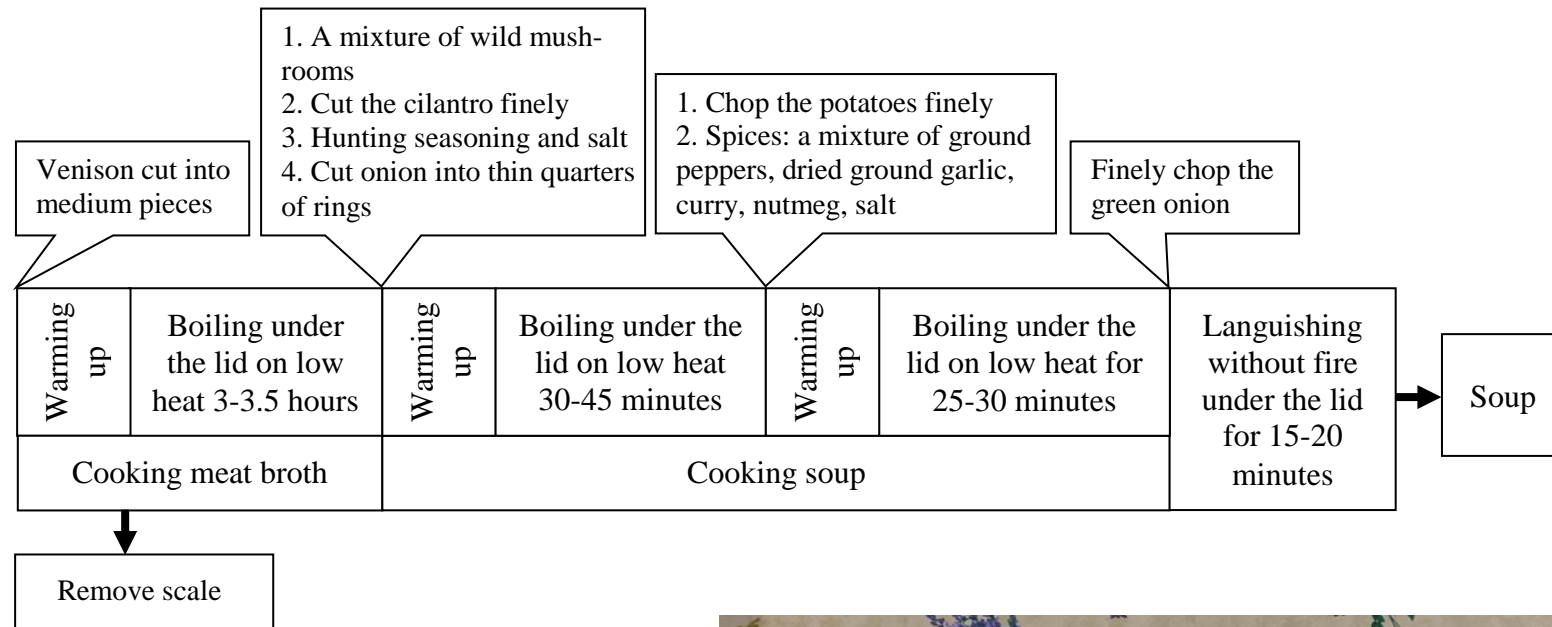 1. A mixture of wild mush-
rooms
2. Cut the cilantro finely
3. Hunting seasoning and salt
4. Cut onion into thin quarters
of rings
1. Chop the potatoes finely
2. Spices: a mixture of ground
peppers, dried ground garlic,
curry, nutmeg, salt
Venison cut into
medium pieces
Finely chop the
green onion
Warming
up
Boiling under
the lid on low
heat 3-3.5 hours
Warming
up
Boiling under the
lid on low heat
30-45 minutes
Warming
up
Boiling under the
lid on low heat for
25-30 minutes
Languishing
without fire
under the lid
for 15-20
minutes
Soup
Cooking meat broth
Cooking soup
Remove scale